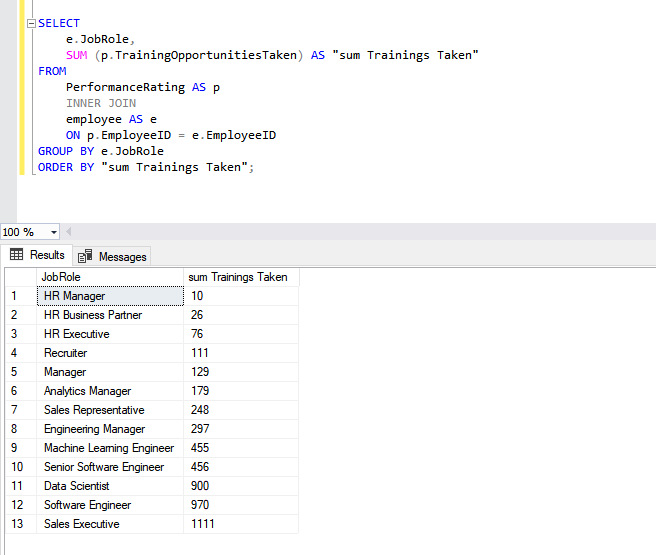 SELECT
e.JobRole,
SUM (p.TrainingOpportunitiesTaken) AS "sum Trainings Taken"
FROM
PerformanceRating AS p
INNER JOIN
employee AS e
ON p.EmployeeID = e.EmployeeID
GROUP BY e.JobRole
ORDER BY "sum Trainings Taken";
100 %
Results Messages
JobRole sum Trainings Taken
1 HR Manager 10
2 HR Business Partner 26
3 HR Executive 76
4 Recruiter 111
5 Manager 129
6 Analytics Manager 179
7 Sales Representative 248
8 Engineering Manager 297
9 Machine Learning Engineer 455
10 Senior Software Engineer 456
11 Data Scientist 900
12 Software Engineer 970
13 Sales Executive 1111